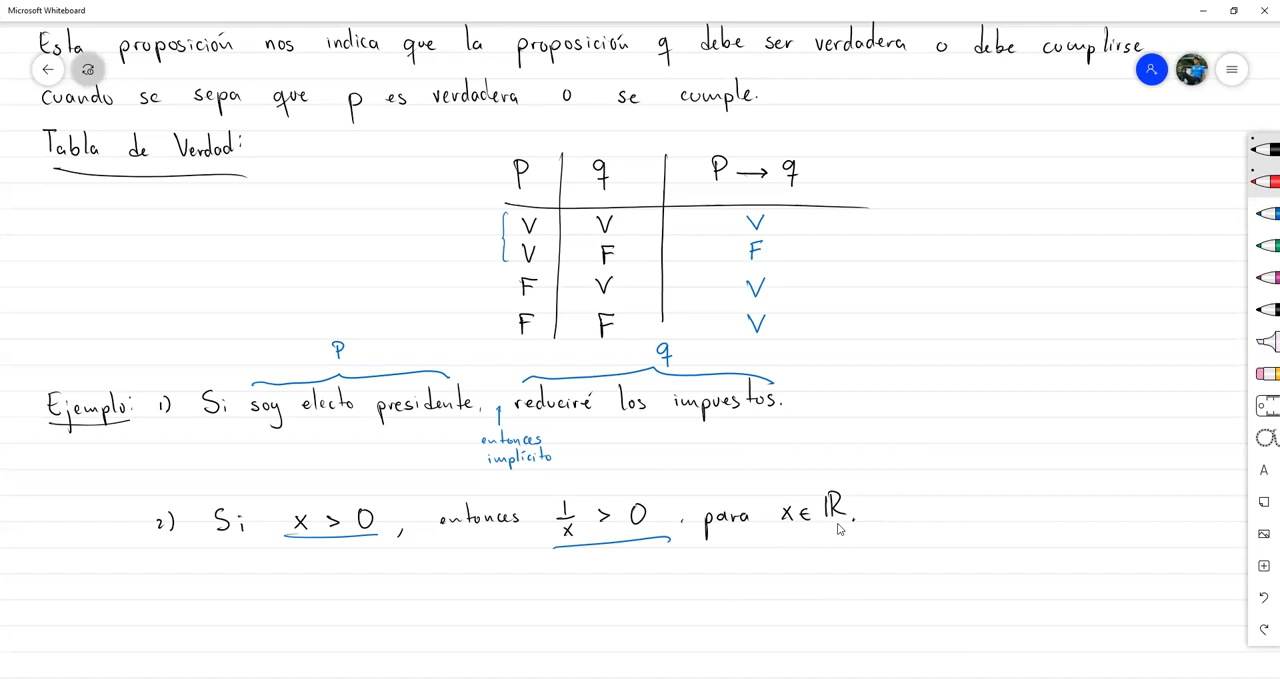 Microsoft Whiteboard
Esta proposición nos indica que la proposición q debe ser verdadera o debe cumplirse
cuando se sepa que p es verdadera o se cumple.
Tabla de Verdad:
p q p → q
V V V
V F F
F V V
F F V
p q
Ejemplo: 1) Si soy electo presidente, reduciré los impuestos.
entonces
implícito
2) Si x > 0, entonces 1/x > 0, para x ∈ ℝ.
A